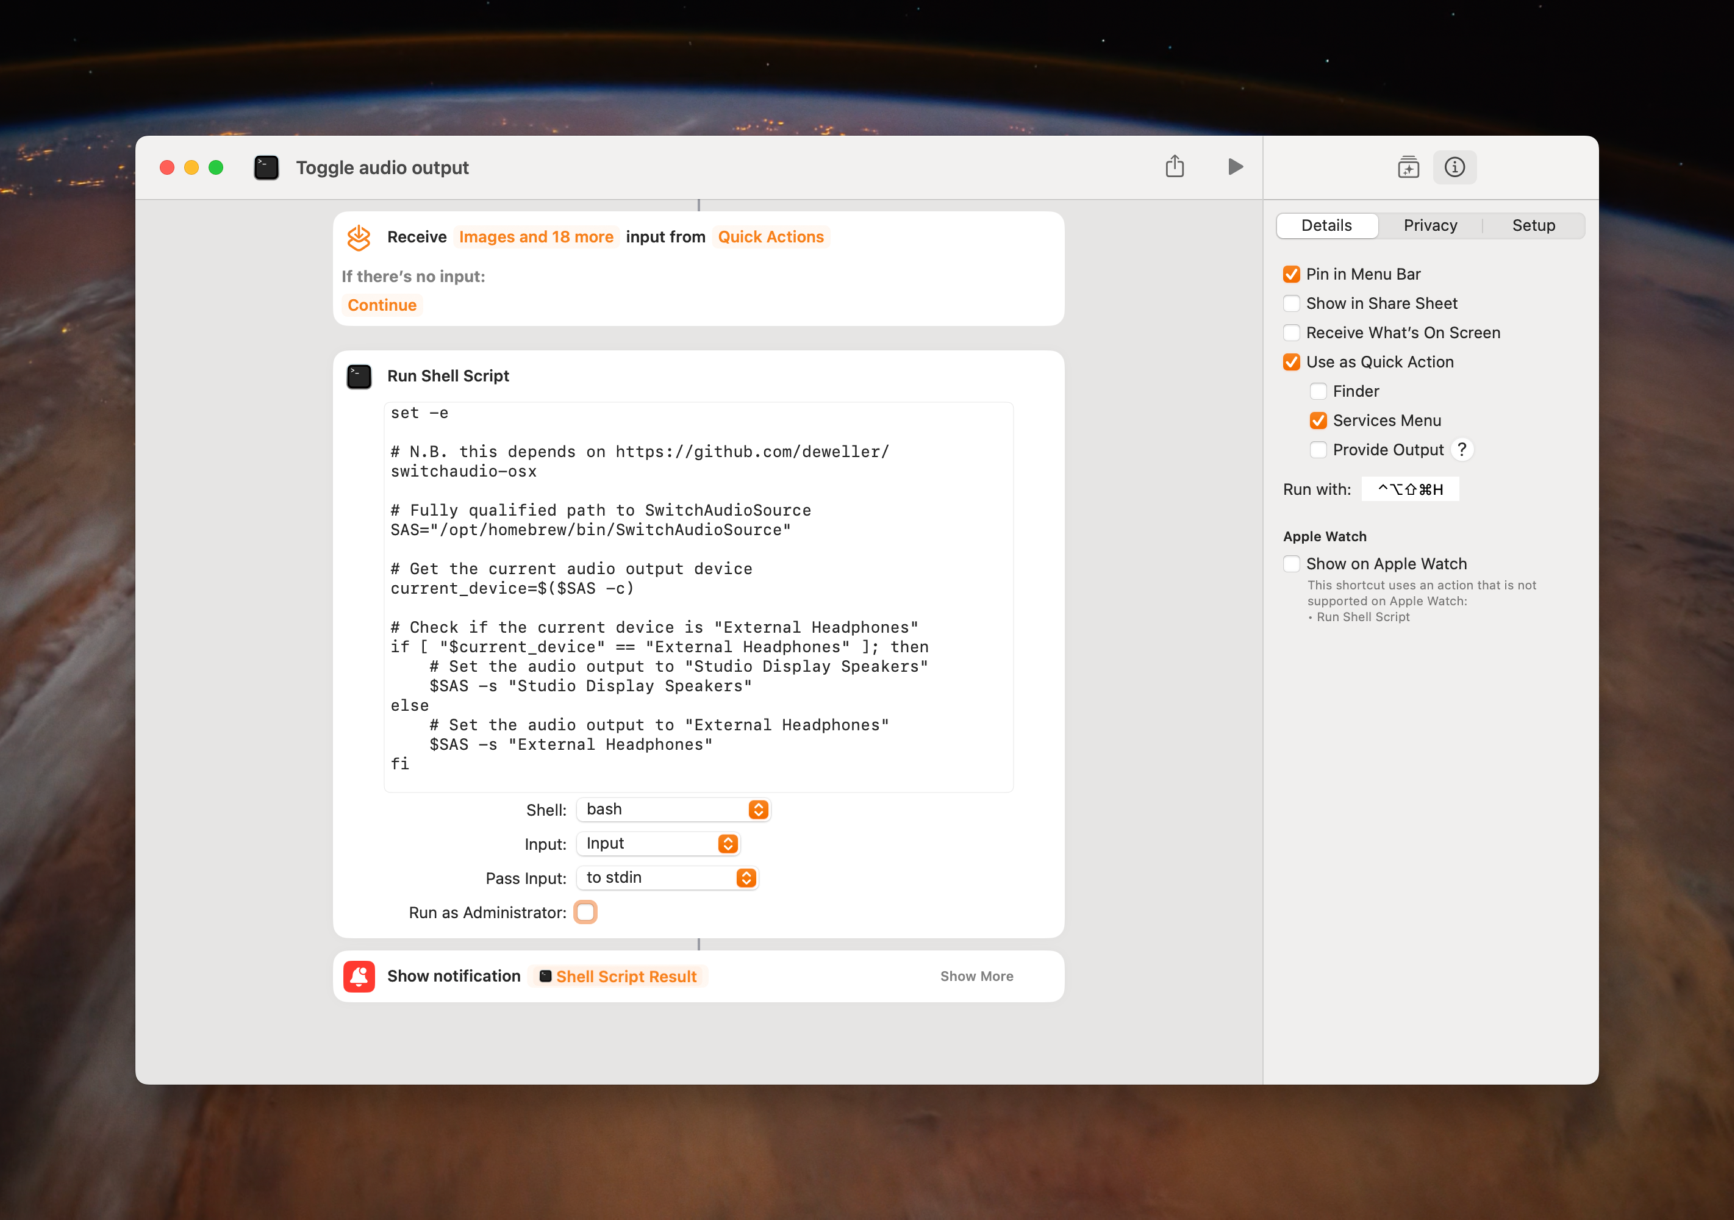 Toggle audio output
Receive Images and 18 more input from Quick Actions
If there's no input:
Continue
Run Shell Script
set -e
# N.B. this depends on https://github.com/deweller/
switchaudio-osx
# Fully qualified path to SwitchAudioSource
SAS="/opt/homebrew/bin/SwitchAudioSource"
# Get the current audio output device
current_device=$($SAS -c)
# Check if the current device is "External Headphones"
if [ "$current_device" == "External Headphones" ]; then
    # Set the audio output to "Studio Display Speakers"
    $SAS -s "Studio Display Speakers"
else
    # Set the audio output to "External Headphones"
    $SAS -s "External Headphones"
fi
Shell: bash
Input: Input
Pass Input: to stdin
Run as Administrator:
Show notification Shell Script Result Show More
Details Privacy Setup
Pin in Menu Bar
Show in Share Sheet
Receive What's On Screen
Use as Quick Action
Finder
Services Menu
Provide Output ?
Run with: ^⌥⇧⌘H
Apple Watch
Show on Apple Watch
This shortcut uses an action that is not
supported on Apple Watch:
• Run Shell Script